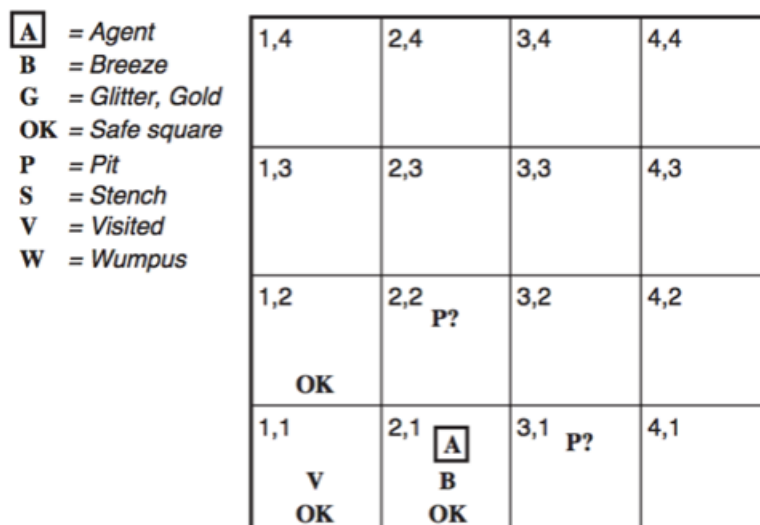 A = Agent
B = Breeze
G = Glitter, Gold
OK = Safe square
P = Pit
S = Stench
V = Visited
W = Wumpus
1,4 2,4 3,4 4,4
1,3 2,3 3,3 4,3
1,2 2,2 3,2 4,2
P?
OK
1,1 2,1 3,1 4,1
A P?
V B
OK OK